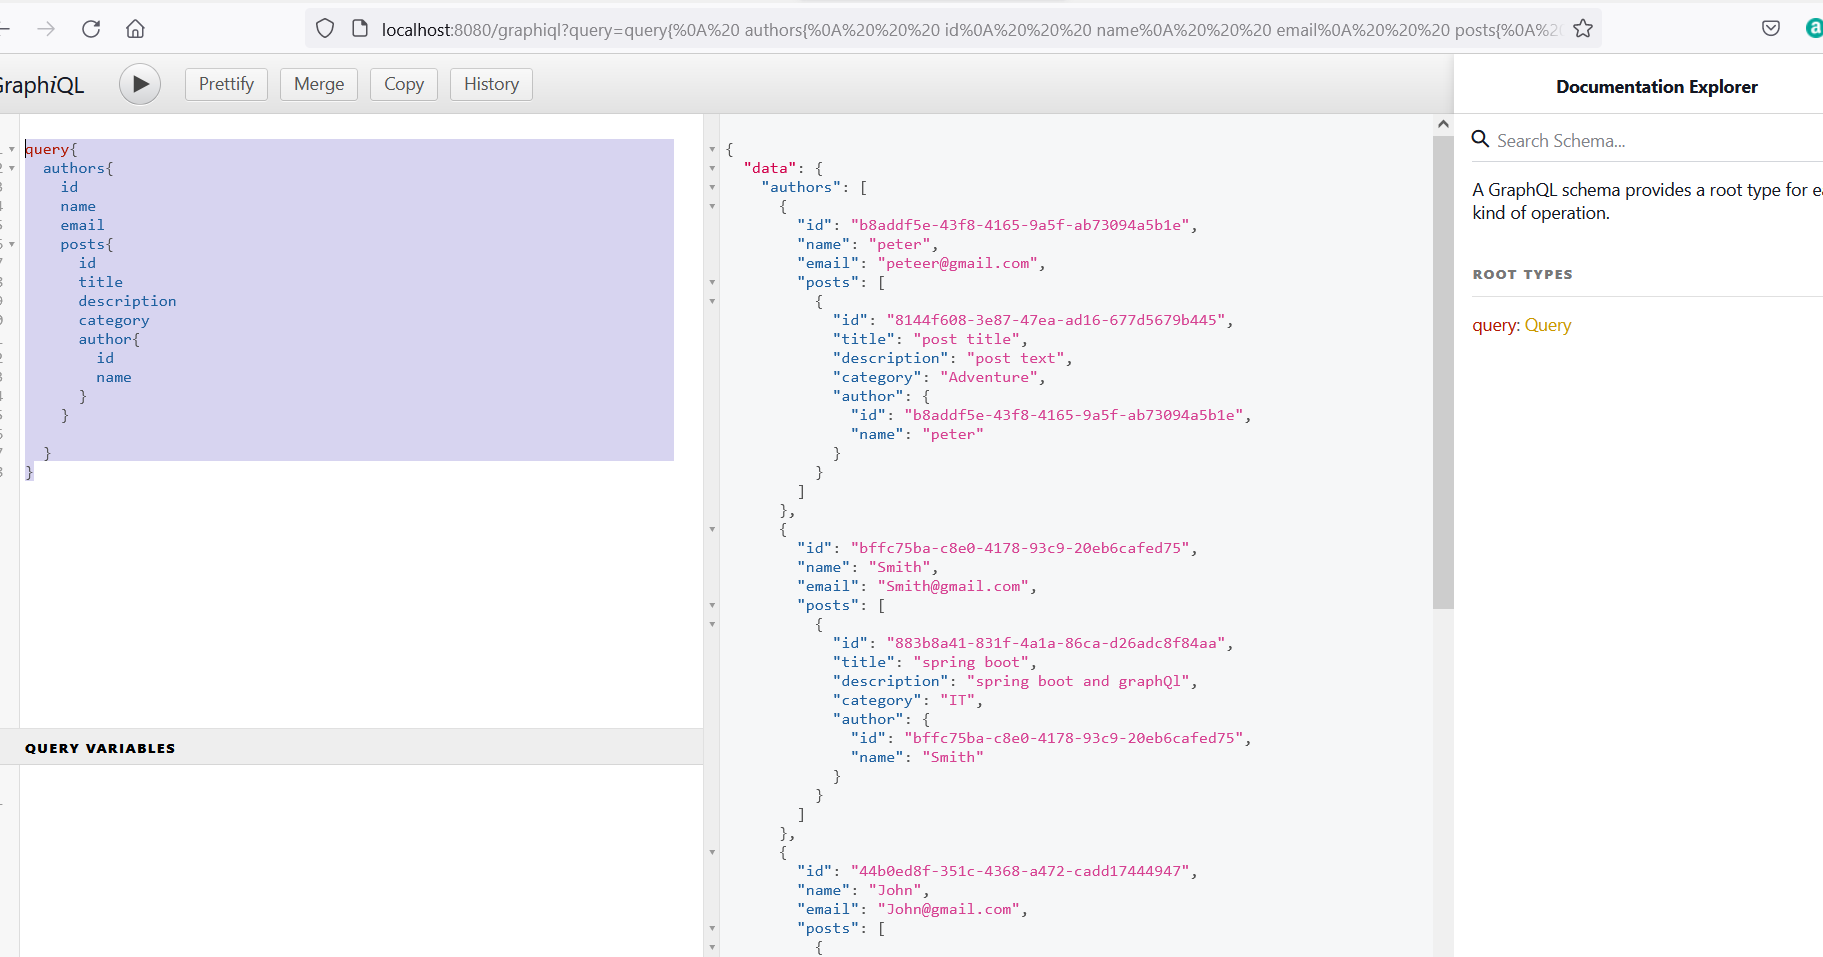 localhost:8080/graphiql?query=query{%0A%20 authors{%0A%20%20%20 id%0A%20%20%20 name%0A%20%20%20 email%0A%20%20%20 posts{%0A%20
GraphiQL
Prettify
Merge
Copy
History
query{
authors{
id
name
email
posts{
id
title
description
category
author{
id
name
}
}
}
}
QUERY VARIABLES
{
"data": {
"authors": [
{
"id": "b8addf5e-43f8-4165-9a5f-ab73094a5b1e",
"name": "peter",
"email": "peteer@gmail.com",
"posts": [
{
"id": "8144f608-3e87-47ea-ad16-677d5679b445",
"title": "post title",
"description": "post text",
"category": "Adventure",
"author": {
"id": "b8addf5e-43f8-4165-9a5f-ab73094a5b1e",
"name": "peter"
}
}
]
},
{
"id": "bffc75ba-c8e0-4178-93c9-20eb6cafed75",
"name": "Smith",
"email": "Smith@gmail.com",
"posts": [
{
"id": "883b8a41-831f-4a1a-86ca-d26adc8f84aa",
"title": "spring boot",
"description": "spring boot and graphQl",
"category": "IT",
"author": {
"id": "bffc75ba-c8e0-4178-93c9-20eb6cafed75",
"name": "Smith"
}
}
]
},
{
"id": "44b0ed8f-351c-4368-a472-cadd17444947",
"name": "John",
"email": "John@gmail.com",
"posts": [
{
Documentation Explorer
Search Schema...
A GraphQL schema provides a root type for
kind of operation.
ROOT TYPES
query: Query